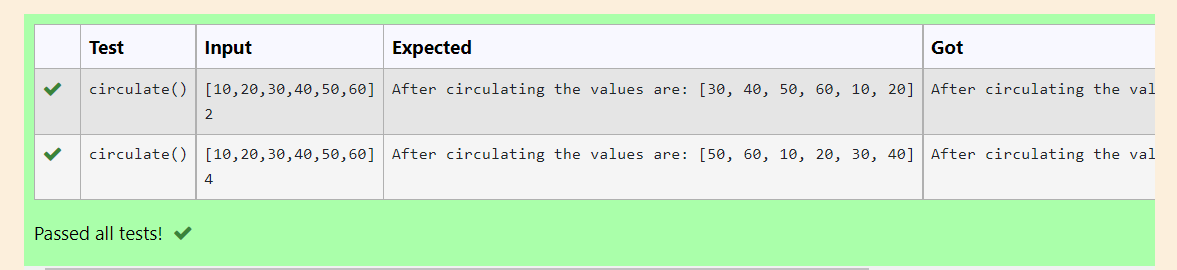 Test Input Expected Got
circulate() [10,20,30,40,50,60] After circulating the values are: [30, 40, 50, 60, 10, 20] After circulating the val
2
circulate() [10,20,30,40,50,60] After circulating the values are: [50, 60, 10, 20, 30, 40] After circulating the val
4
Passed all tests!